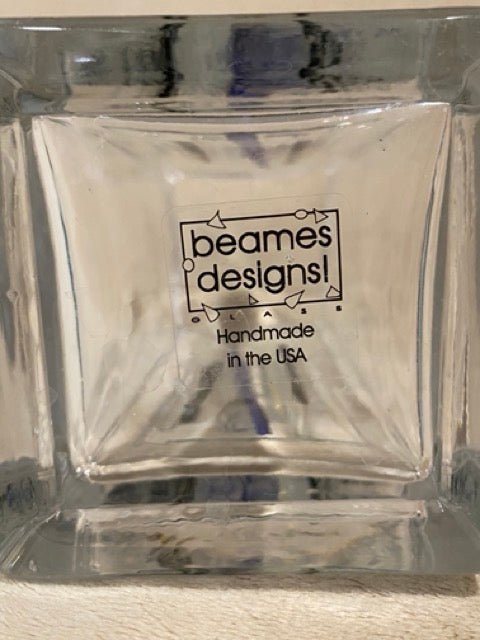 beames
designs!
GLASS
Handmade
in the USA